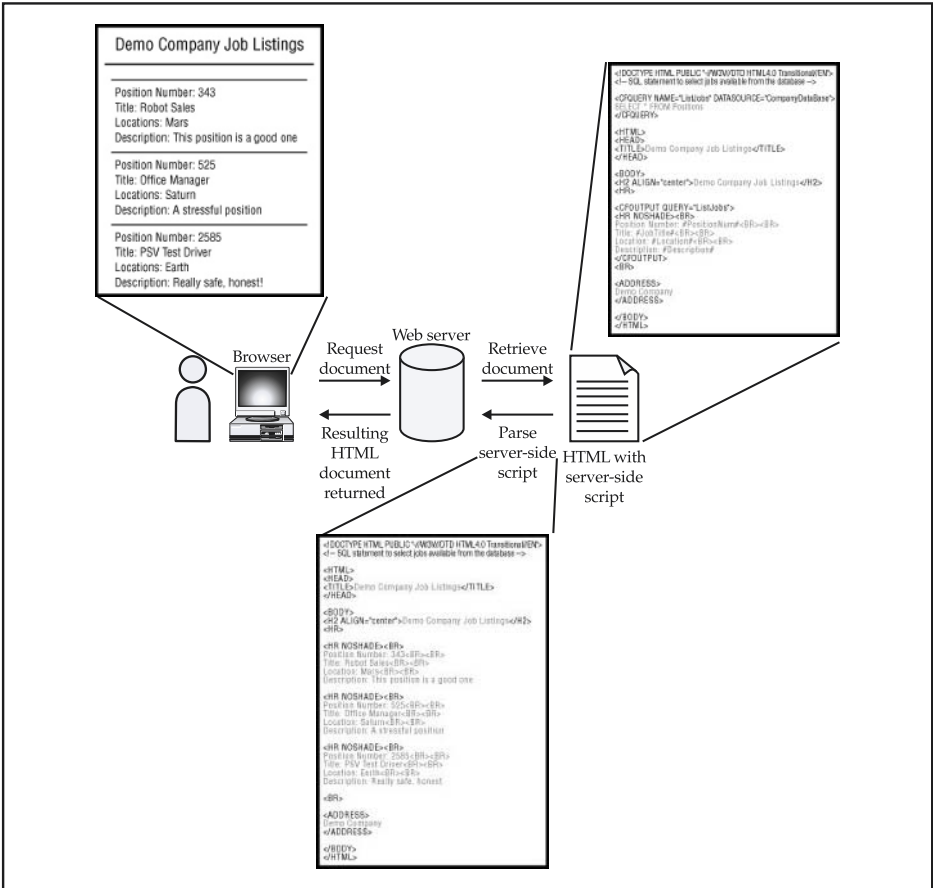 Demo Company Job Listings
Position Number: 343
Title: Robot Sales
Locations: Mars
Description: This position is a good one
Position Number: 525
Title: Office Manager
Locations: Saturn
Description: A stressful position
Position Number: 2585
Title: PSV Test Driver
Locations: Earth
Description: Really safe, honest!
<!DOCTYPE HTML PUBLIC "-//W3W/DTD HTML4.0 Transitional//EN">
<!-- SQL statement to select jobs available from the database -->
<CFQUERY NAME="ListJobs" DATASOURCE="CompanyDataBase">
SELECT * FROM Positions
</CFQUERY>
<HTML>
<HEAD>
<TITLE>Demo Company Job Listings</TITLE>
</HEAD>
<BODY>
<H2 ALIGN="center">Demo Company Job Listings</H2>
<HR>
<CFOUTPUT QUERY="ListJobs">
<HR NOSHADE><BR>
Position Number: #PositionNum#<BR><BR>
Title: #JobTitle#<BR><BR>
Location: #Location#<BR><BR>
Description: #Description#
</CFOUTPUT>
<BR>
<ADDRESS>
Demo Company
</ADDRESS>
</BODY>
</HTML>
Browser
Request
document
Web server
Retrieve
document
Resulting
HTML
document
returned
Parse
server-side
script
HTML with
server-side
script
<!DOCTYPE HTML PUBLIC "-//W3W/DTD HTML4.0 Transitional//EN">
<!-- SQL statement to select jobs available from the database -->
<HTML>
<HEAD>
<TITLE>Demo Company Job Listings</TITLE>
</HEAD>
<BODY>
<H2 ALIGN="center">Demo Company Job Listings</H2>
<HR>
<HR NOSHADE><BR>
Position Number: 343<BR><BR>
Title: Robot Sales<BR><BR>
Location: Mars<BR><BR>
Description: This position is a good one
<HR NOSHADE><BR>
Position Number: 525<BR><BR>
Title: Office Manager<BR><BR>
Location: Saturn<BR><BR>
Description: A stressful position
<HR NOSHADE><BR>
Position Number: 2585<BR><BR>
Title: PSV Test Driver<BR><BR>
Location: Earth<BR><BR>
Description: Really safe, honest
<BR>
<ADDRESS>
Demo Company
</ADDRESS>
</BODY>
</HTML>